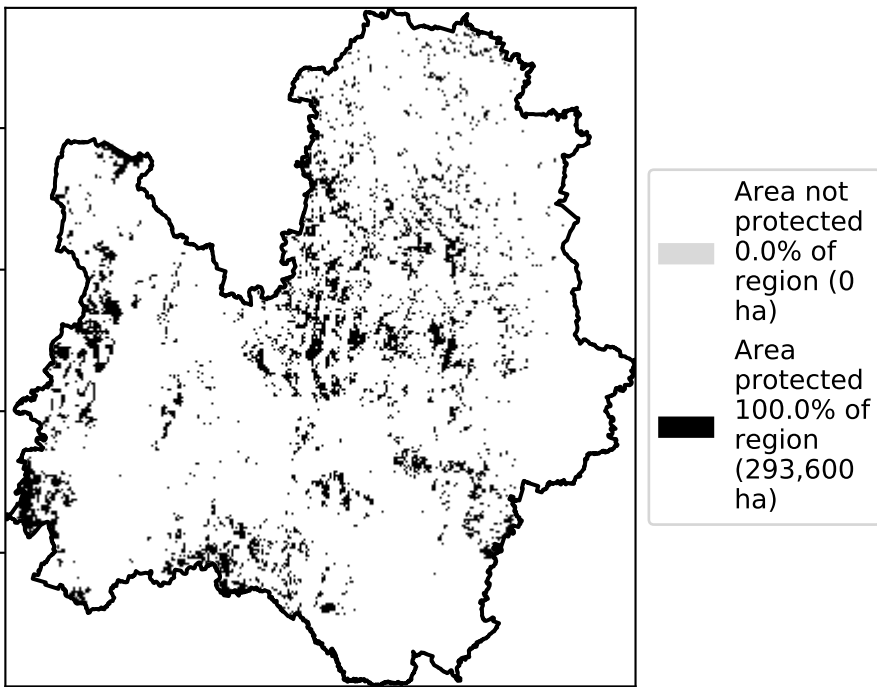 Area not
protected
0.0% of
region (0
ha)
Area
protected
100.0% of
region
(293,600
ha)